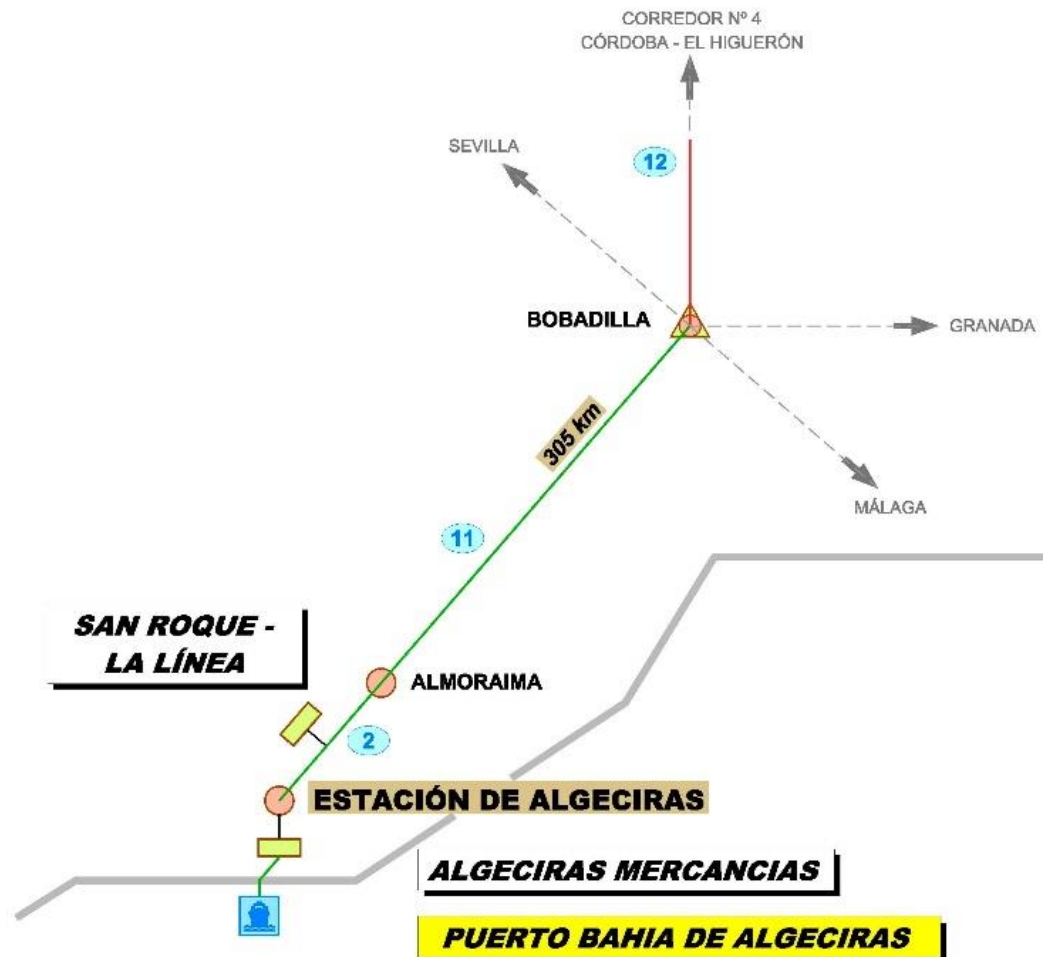 CORREDOR Nº 4
CÓRDOBA - EL HIGUERÓN
SEVILLA
12
BOBADILLA
GRANADA
305 km
MÁLAGA
11
SAN ROQUE -
LA LÍNEA
ALMORAIMA
2
ESTACIÓN DE ALGECIRAS
ALGECIRAS MERCANCIAS
PUERTO BAHIA DE ALGECIRAS